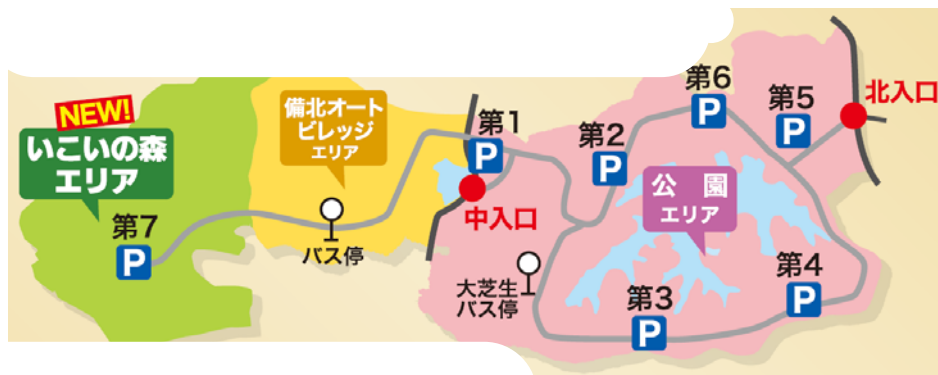 NEW!
いこいの森
エリア
第7
P
備北オート
ビレッジ
エリア
バス停
第1
P
中入口
大芝生
バス停
第2
P
第6
P
第5
P
北入口
公園
エリア
第3
P
第4
P